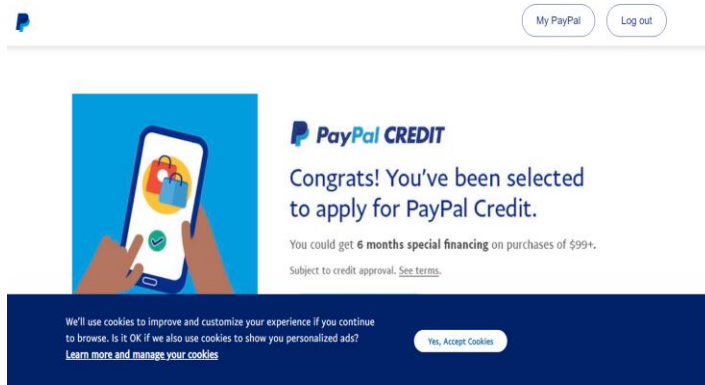 My PayPal
Log out
PayPal CREDIT
Congrats! You’ve been selected
to apply for PayPal Credit.
You could get 6 months special financing on purchases of $99+.
Subject to credit approval. See terms.
We’ll use cookies to improve and customize your experience if you continue
to browse. Is it OK if we also use cookies to show you personalized ads?
Learn more and manage your cookies
Yes, Accept Cookies